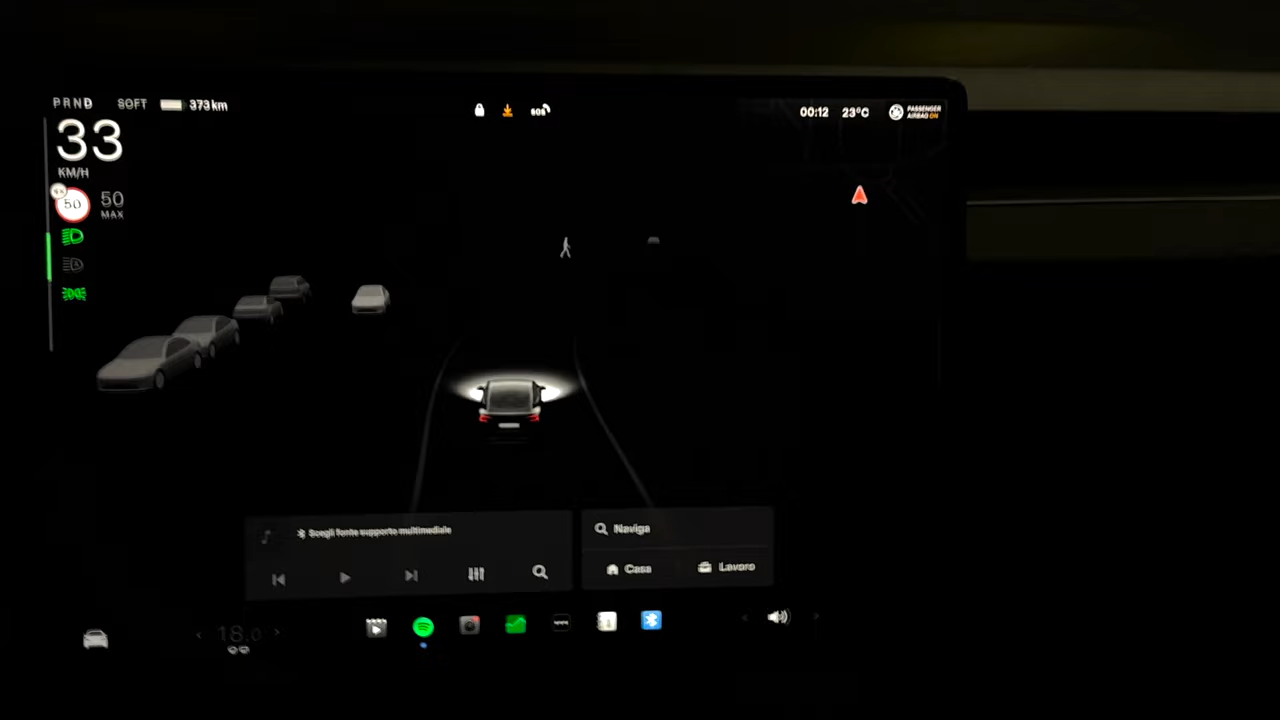 PRND SOFT 373 km
SOS
00:12 23°C PASSENGER
AIRBAG ON
33
KM/H
50 50
MAX
Scegli fonte supporto multimediale
Naviga
Casa Lavoro
18.0